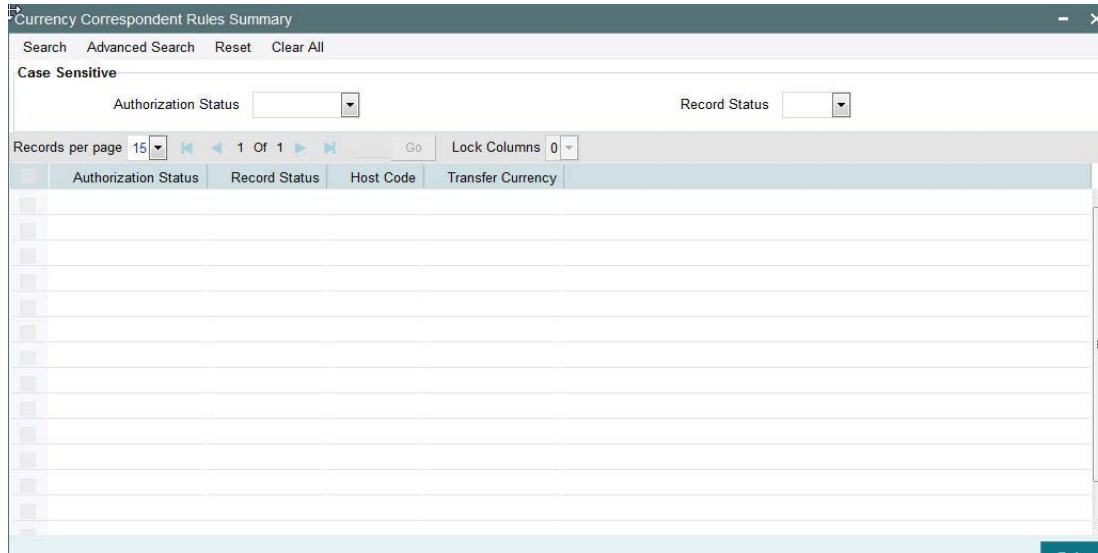 Currency Correspondent Rules Summary
Search Advanced Search Reset Clear All
Case Sensitive
Authorization Status Record Status
Records per page 15 1 Of 1 Go Lock Columns 0
Authorization Status Record Status Host Code Transfer Currency